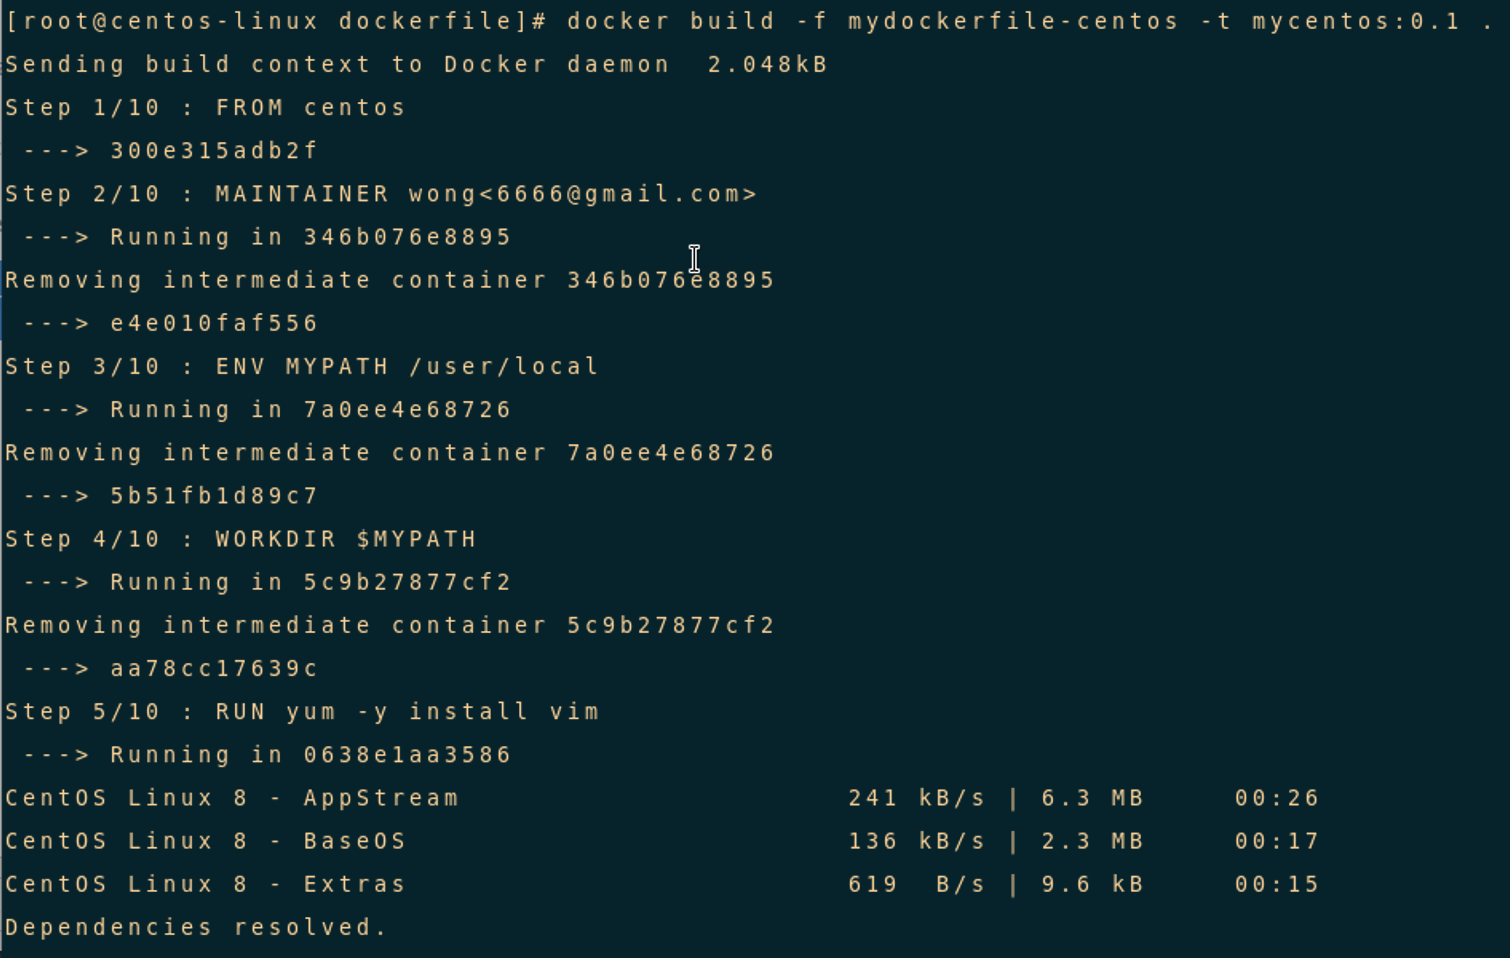 [root@centos-linux dockerfile]# docker build -f mydockerfile-centos -t mycentos:0.1 .
Sending build context to Docker daemon  2.048kB
Step 1/10 : FROM centos
 ---> 300e315adb2f
Step 2/10 : MAINTAINER wong<6666@gmail.com>
 ---> Running in 346b076e8895
Removing intermediate container 346b076e8895
 ---> e4e010faf556
Step 3/10 : ENV MYPATH /user/local
 ---> Running in 7a0ee4e68726
Removing intermediate container 7a0ee4e68726
 ---> 5b51fb1d89c7
Step 4/10 : WORKDIR $MYPATH
 ---> Running in 5c9b27877cf2
Removing intermediate container 5c9b27877cf2
 ---> aa78cc17639c
Step 5/10 : RUN yum -y install vim
 ---> Running in 0638e1aa3586
CentOS Linux 8 - AppStream                      241 kB/s | 6.3 MB     00:26
CentOS Linux 8 - BaseOS                         136 kB/s | 2.3 MB     00:17
CentOS Linux 8 - Extras                         619  B/s | 9.6 kB     00:15
Dependencies resolved.